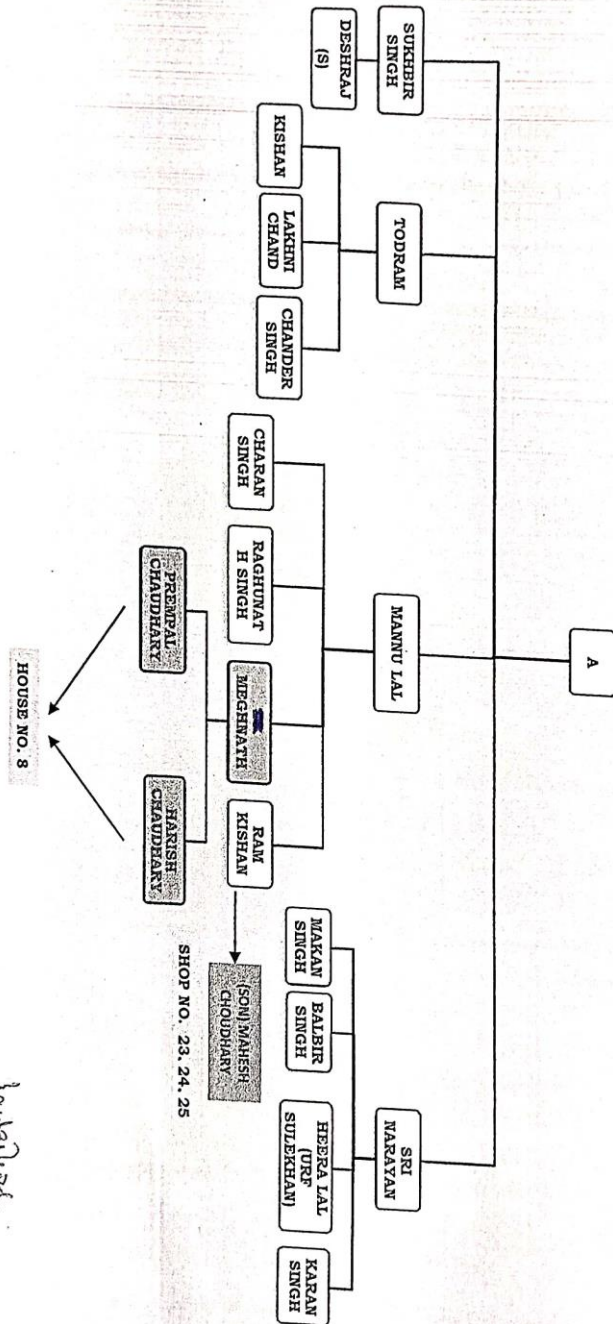 A
SUKHBIR
SINGH
TODRAM
MANNU LAL
SRI
NARAYAN
DESHRAJ
(S)
KISHAN
LAKHNI
CHAND
CHANDER
SINGH
CHARAN
SINGH
RAGHUNAT
H SINGH
MEGHNATH
RAM
KISHAN
MAKAN
SINGH
BALBIR
SINGH
HEERA LAL
(URF
SULEKHAN)
KARAN
SINGH
PREMPAL
CHAUDHARY
HARISH
CHAUDHARY
(SON) MAHESH
CHOUDHARY
SHOP NO. 23, 24, 25
HOUSE NO. 8